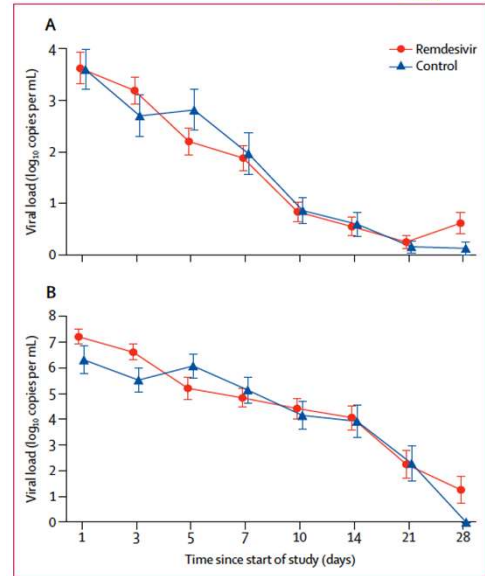 A
Remdesivir
Control
Viral load (log₁₀ copies per mL)
4
3
2
1
0
B
Viral load (log₁₀ copies per mL)
8
7
6
5
4
3
2
1
0
1 3 5 7 10 14 21 28
Time since start of study (days)